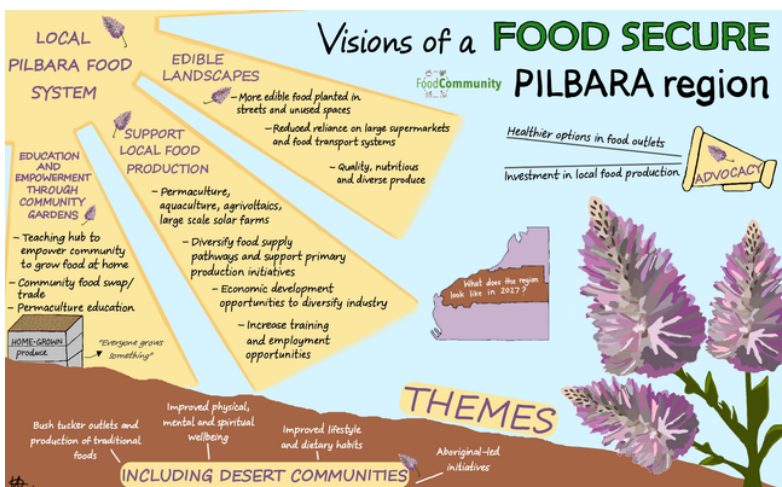 Visions of a FOOD SECURE
PILBARA region
FoodCommunity
LOCAL
PILBARA FOOD
SYSTEM
EDIBLE
LANDSCAPES
- More edible food planted in
streets and unused spaces
- Reduced reliance on large supermarkets
and food transport systems
- Quality, nutritious
and diverse produce
SUPPORT
LOCAL FOOD
PRODUCTION
- Permaculture,
aquaculture, agrivoltaics,
large scale solar farms
- Diversify food supply
pathways and support primary
production initiatives
- Economic development
opportunities to diversify industry
- Increase training
and employment
opportunities
EDUCATION
AND
EMPOWERMENT
THROUGH
COMMUNITY
GARDENS
- Teaching hub to
empower community
to grow food at home
- Community food swap/
trade
- Permaculture education
HOME-GROWN
produce
"Everyone grows
something"
Healthier options in food outlets
Investment in local food production
ADVOCACY
What does the region
look like in 2027?
THEMES
Bush tucker outlets and
production of traditional
foods
Improved physical,
mental and spiritual
wellbeing
Improved lifestyle
and dietary habits
Aboriginal-led
initiatives
INCLUDING DESERT COMMUNITIES